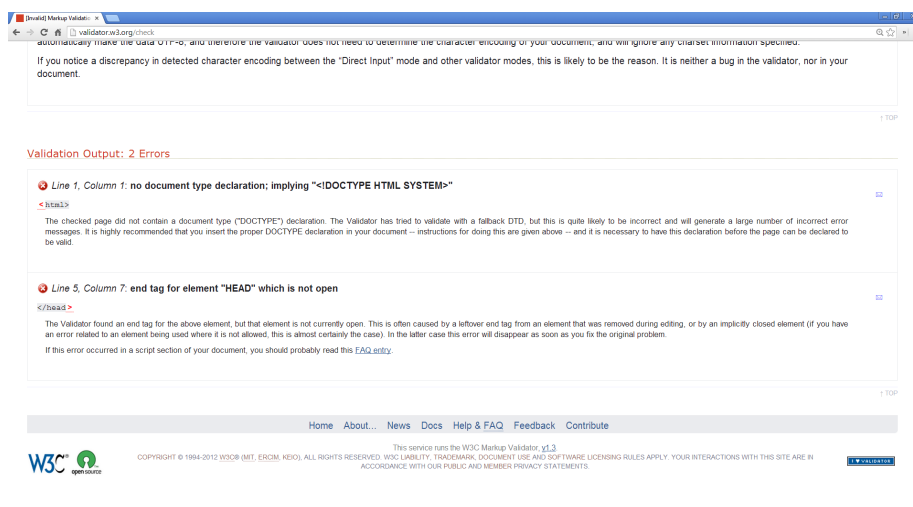 [Invalid] Markup Validatio ×
validator.w3.org/check
automatically make the data UTF-8, and therefore the validator does not need to determine the character encoding of your document, and will ignore any charset information specified.
If you notice a discrepancy in detected character encoding between the “Direct Input” mode and other validator modes, this is likely to be the reason. It is neither a bug in the validator, nor in your
document.
↑ TOP
Validation Output: 2 Errors
Line 1, Column 1: no document type declaration; implying "<!DOCTYPE HTML SYSTEM>"
<html>
The checked page did not contain a document type ("DOCTYPE") declaration. The Validator has tried to validate with a fallback DTD, but this is quite likely to be incorrect and will generate a large number of incorrect error
messages. It is highly recommended that you insert the proper DOCTYPE declaration in your document -- instructions for doing this are given above -- and it is necessary to have this declaration before the page can be declared to
be valid.
Line 5, Column 7: end tag for element "HEAD" which is not open
</head>
The Validator found an end tag for the above element, but that element is not currently open. This is often caused by a leftover end tag from an element that was removed during editing, or by an implicitly closed element (if you have
an error related to an element being used where it is not allowed, this is almost certainly the case). In the latter case this error will disappear as soon as you fix the original problem.
If this error occurred in a script section of your document, you should probably read this FAQ entry.
↑ TOP
Home About... News Docs Help & FAQ Feedback Contribute
W3C®
open source
This service runs the W3C Markup Validator, v1.3.
COPYRIGHT © 1994-2012 W3C® (MIT, ERCIM, KEIO), ALL RIGHTS RESERVED. W3C LIABILITY, TRADEMARK, DOCUMENT USE AND SOFTWARE LICENSING RULES APPLY. YOUR INTERACTIONS WITH THIS SITE ARE IN
ACCORDANCE WITH OUR PUBLIC AND MEMBER PRIVACY STATEMENTS.
I ♥ VALIDATOR